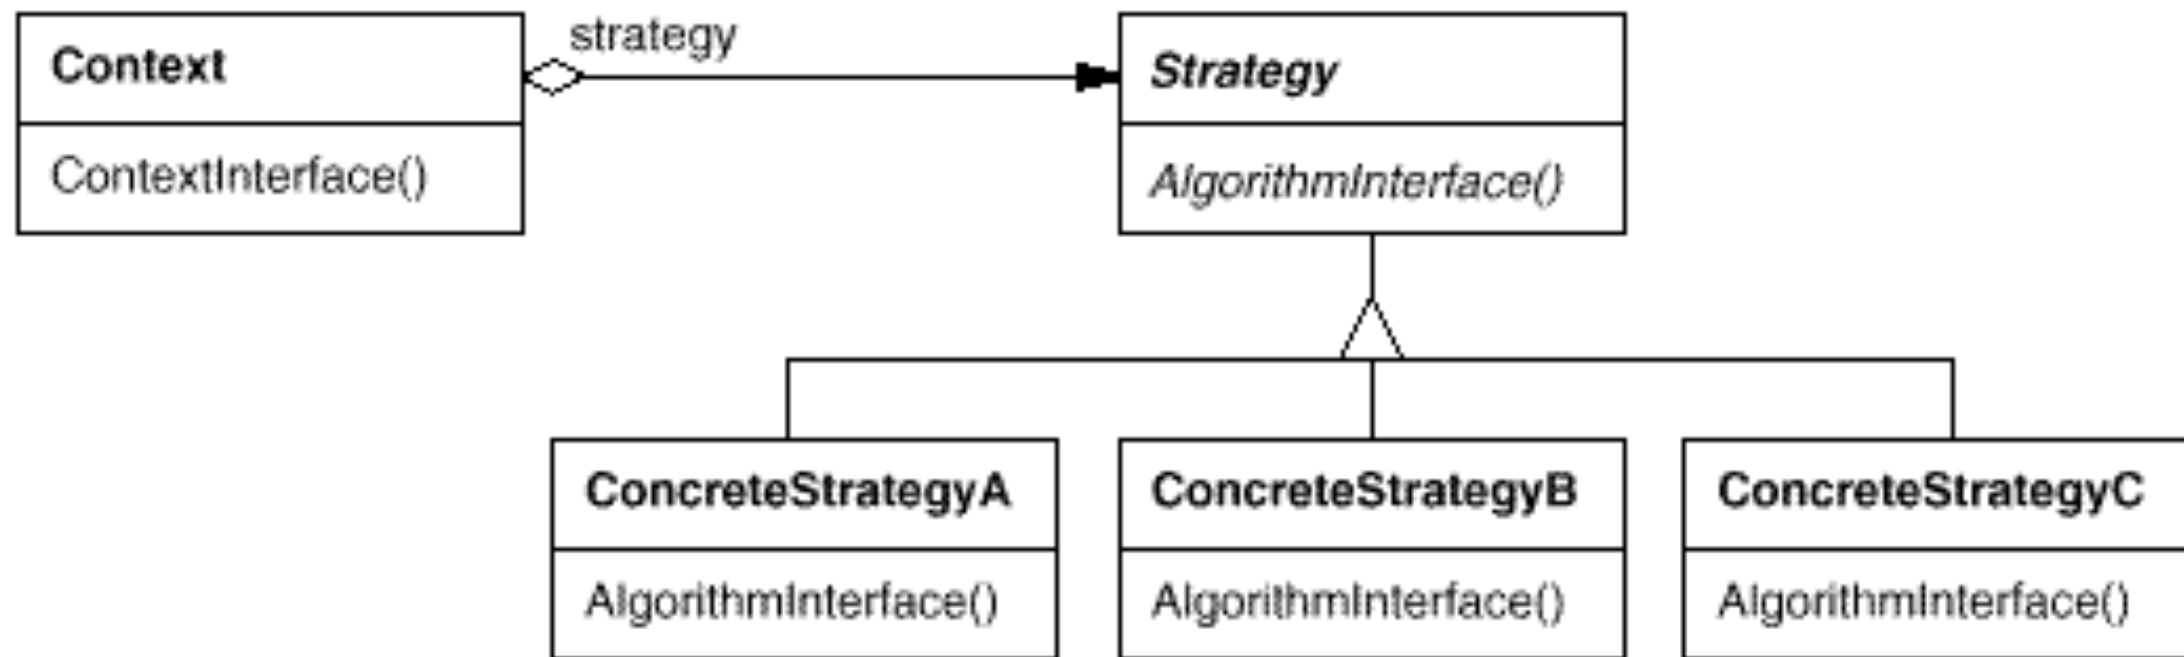 strategy
Context
Strategy
ContextInterface()
AlgorithmInterface()
ConcreteStrategyA
ConcreteStrategyB
ConcreteStrategyC
AlgorithmInterface()
AlgorithmInterface()
AlgorithmInterface()